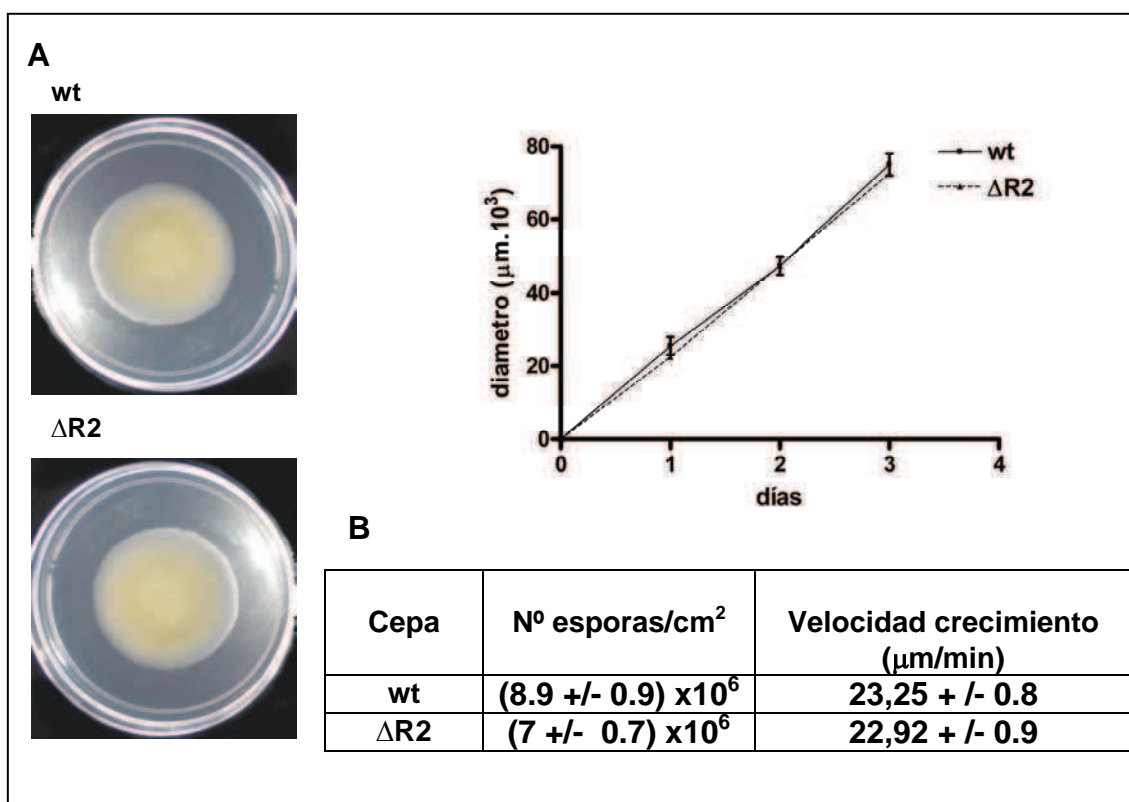 A
wt
ΔR2
80
60
40
20
0
0 1 2 3 4
diametro (μm.10³)
días
wt
ΔR2
B
Cepa Nº esporas/cm² Velocidad crecimiento
(μm/min)
wt (8.9 +/- 0.9) x10⁶ 23,25 + /- 0.8
ΔR2 (7 +/- 0.7) x10⁶ 22,92 + /- 0.9